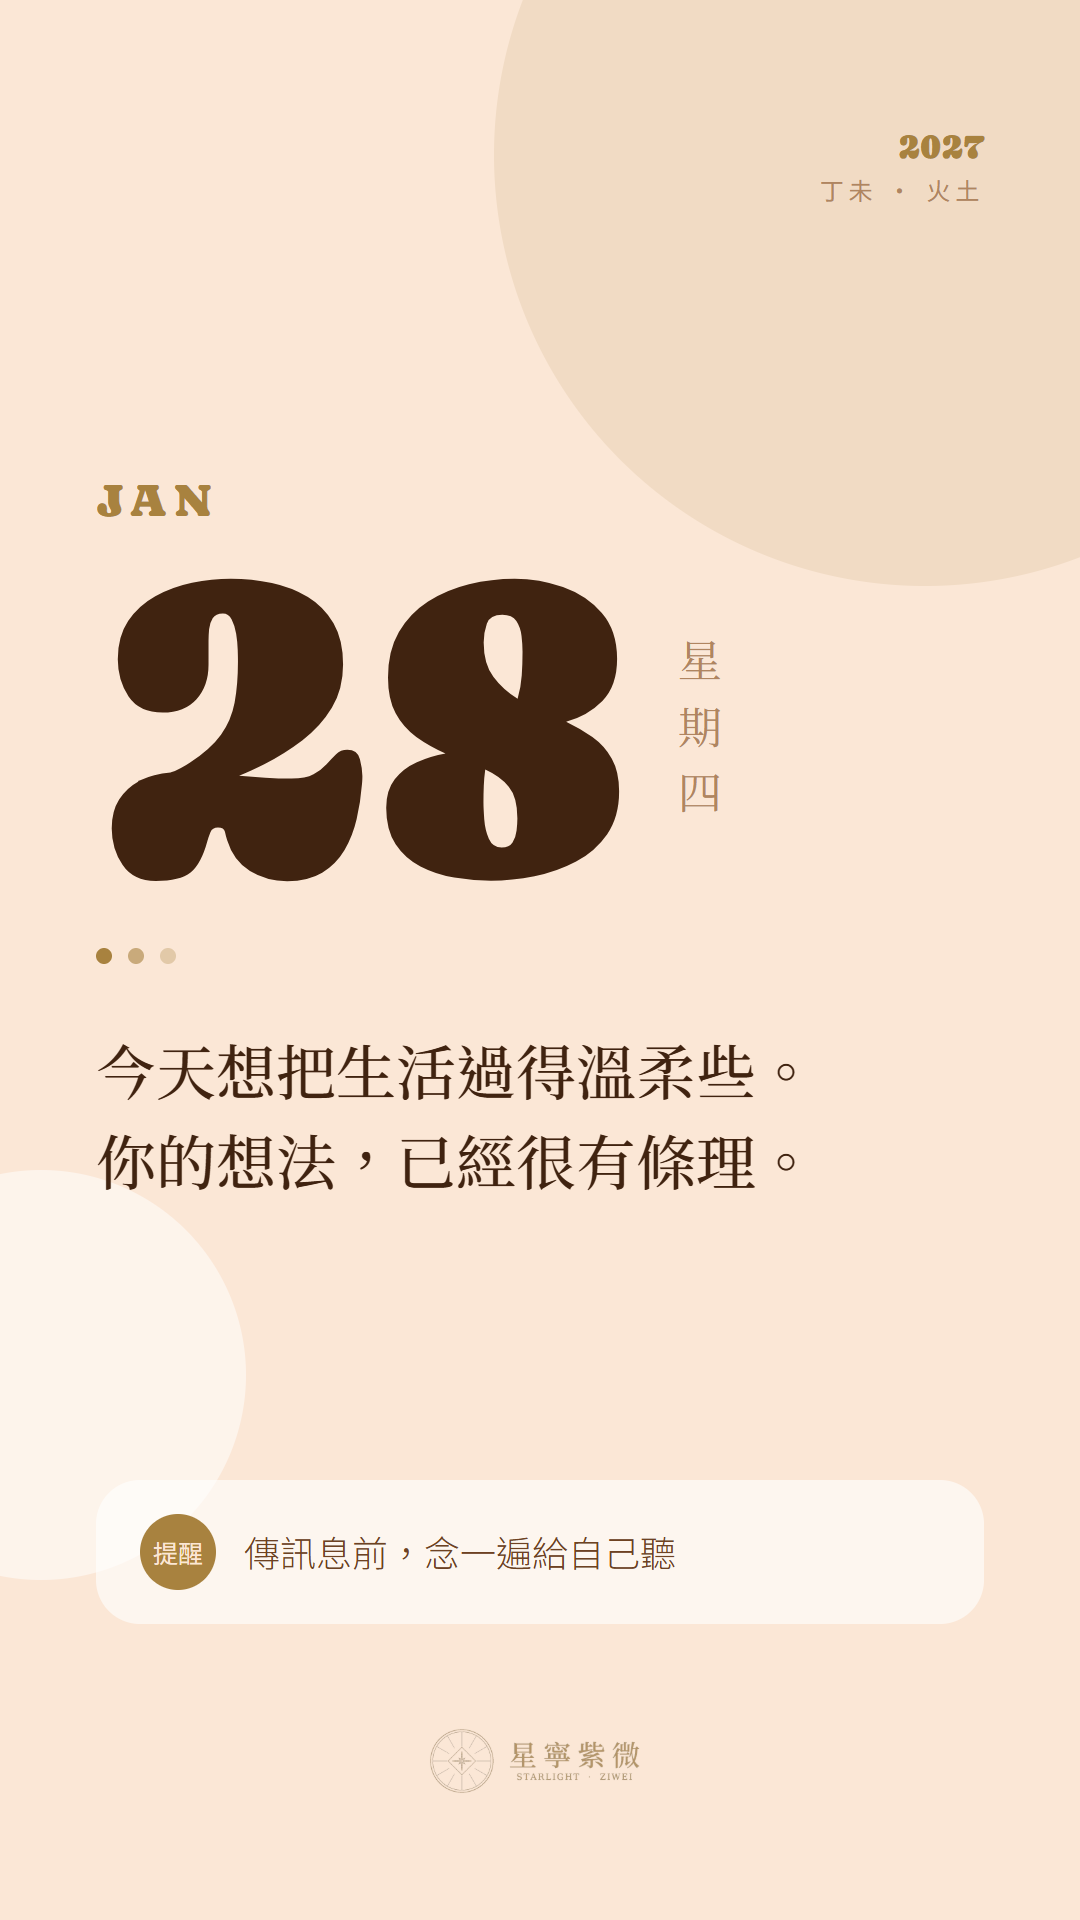 2027
丁未 · 火土
JAN
28
星期四
今天想把生活過得溫柔些。
你的想法，已經很有條理。
提醒
傳訊息前，念一遍給自己聽
星寧紫微
STARLIGHT · ZIWEI